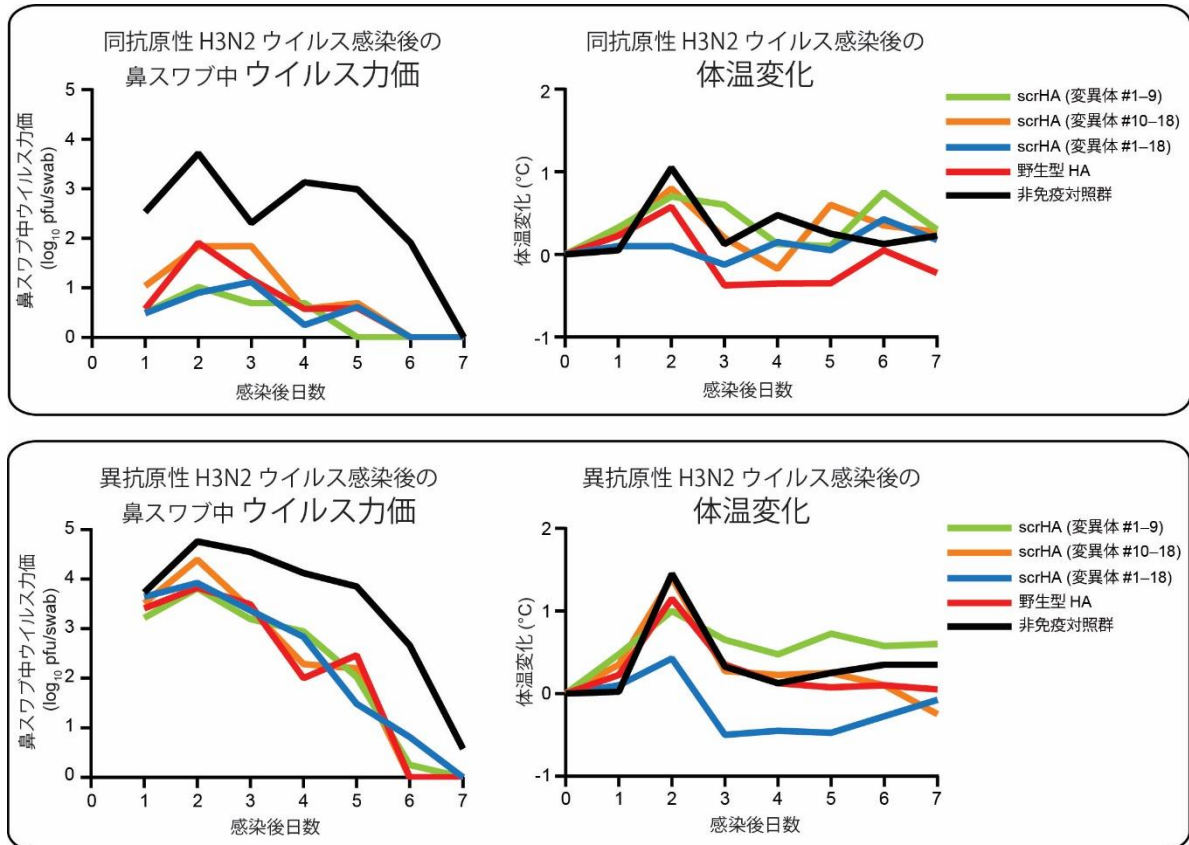 同抗原性 H3N2 ウイルス感染後の
鼻スワブ中 ウイルス力価
鼻スワブ中ウイルス力価
(log₁₀ pfu/swab)
5
4
3
2
1
0
0 1 2 3 4 5 6 7
感染後日数
同抗原性 H3N2 ウイルス感染後の
体温変化
体温変化 (°C)
2
1
0
-1
0 1 2 3 4 5 6 7
感染後日数
scrHA (変異体 #1–9)
scrHA (変異体 #10–18)
scrHA (変異体 #1–18)
野生型 HA
非免疫対照群
異抗原性 H3N2 ウイルス感染後の
鼻スワブ中 ウイルス力価
鼻スワブ中ウイルス力価
(log₁₀ pfu/swab)
5
4
3
2
1
0
0 1 2 3 4 5 6 7
感染後日数
異抗原性 H3N2 ウイルス感染後の
体温変化
体温変化 (°C)
2
1
0
-1
0 1 2 3 4 5 6 7
感染後日数
scrHA (変異体 #1–9)
scrHA (変異体 #10–18)
scrHA (変異体 #1–18)
野生型 HA
非免疫対照群